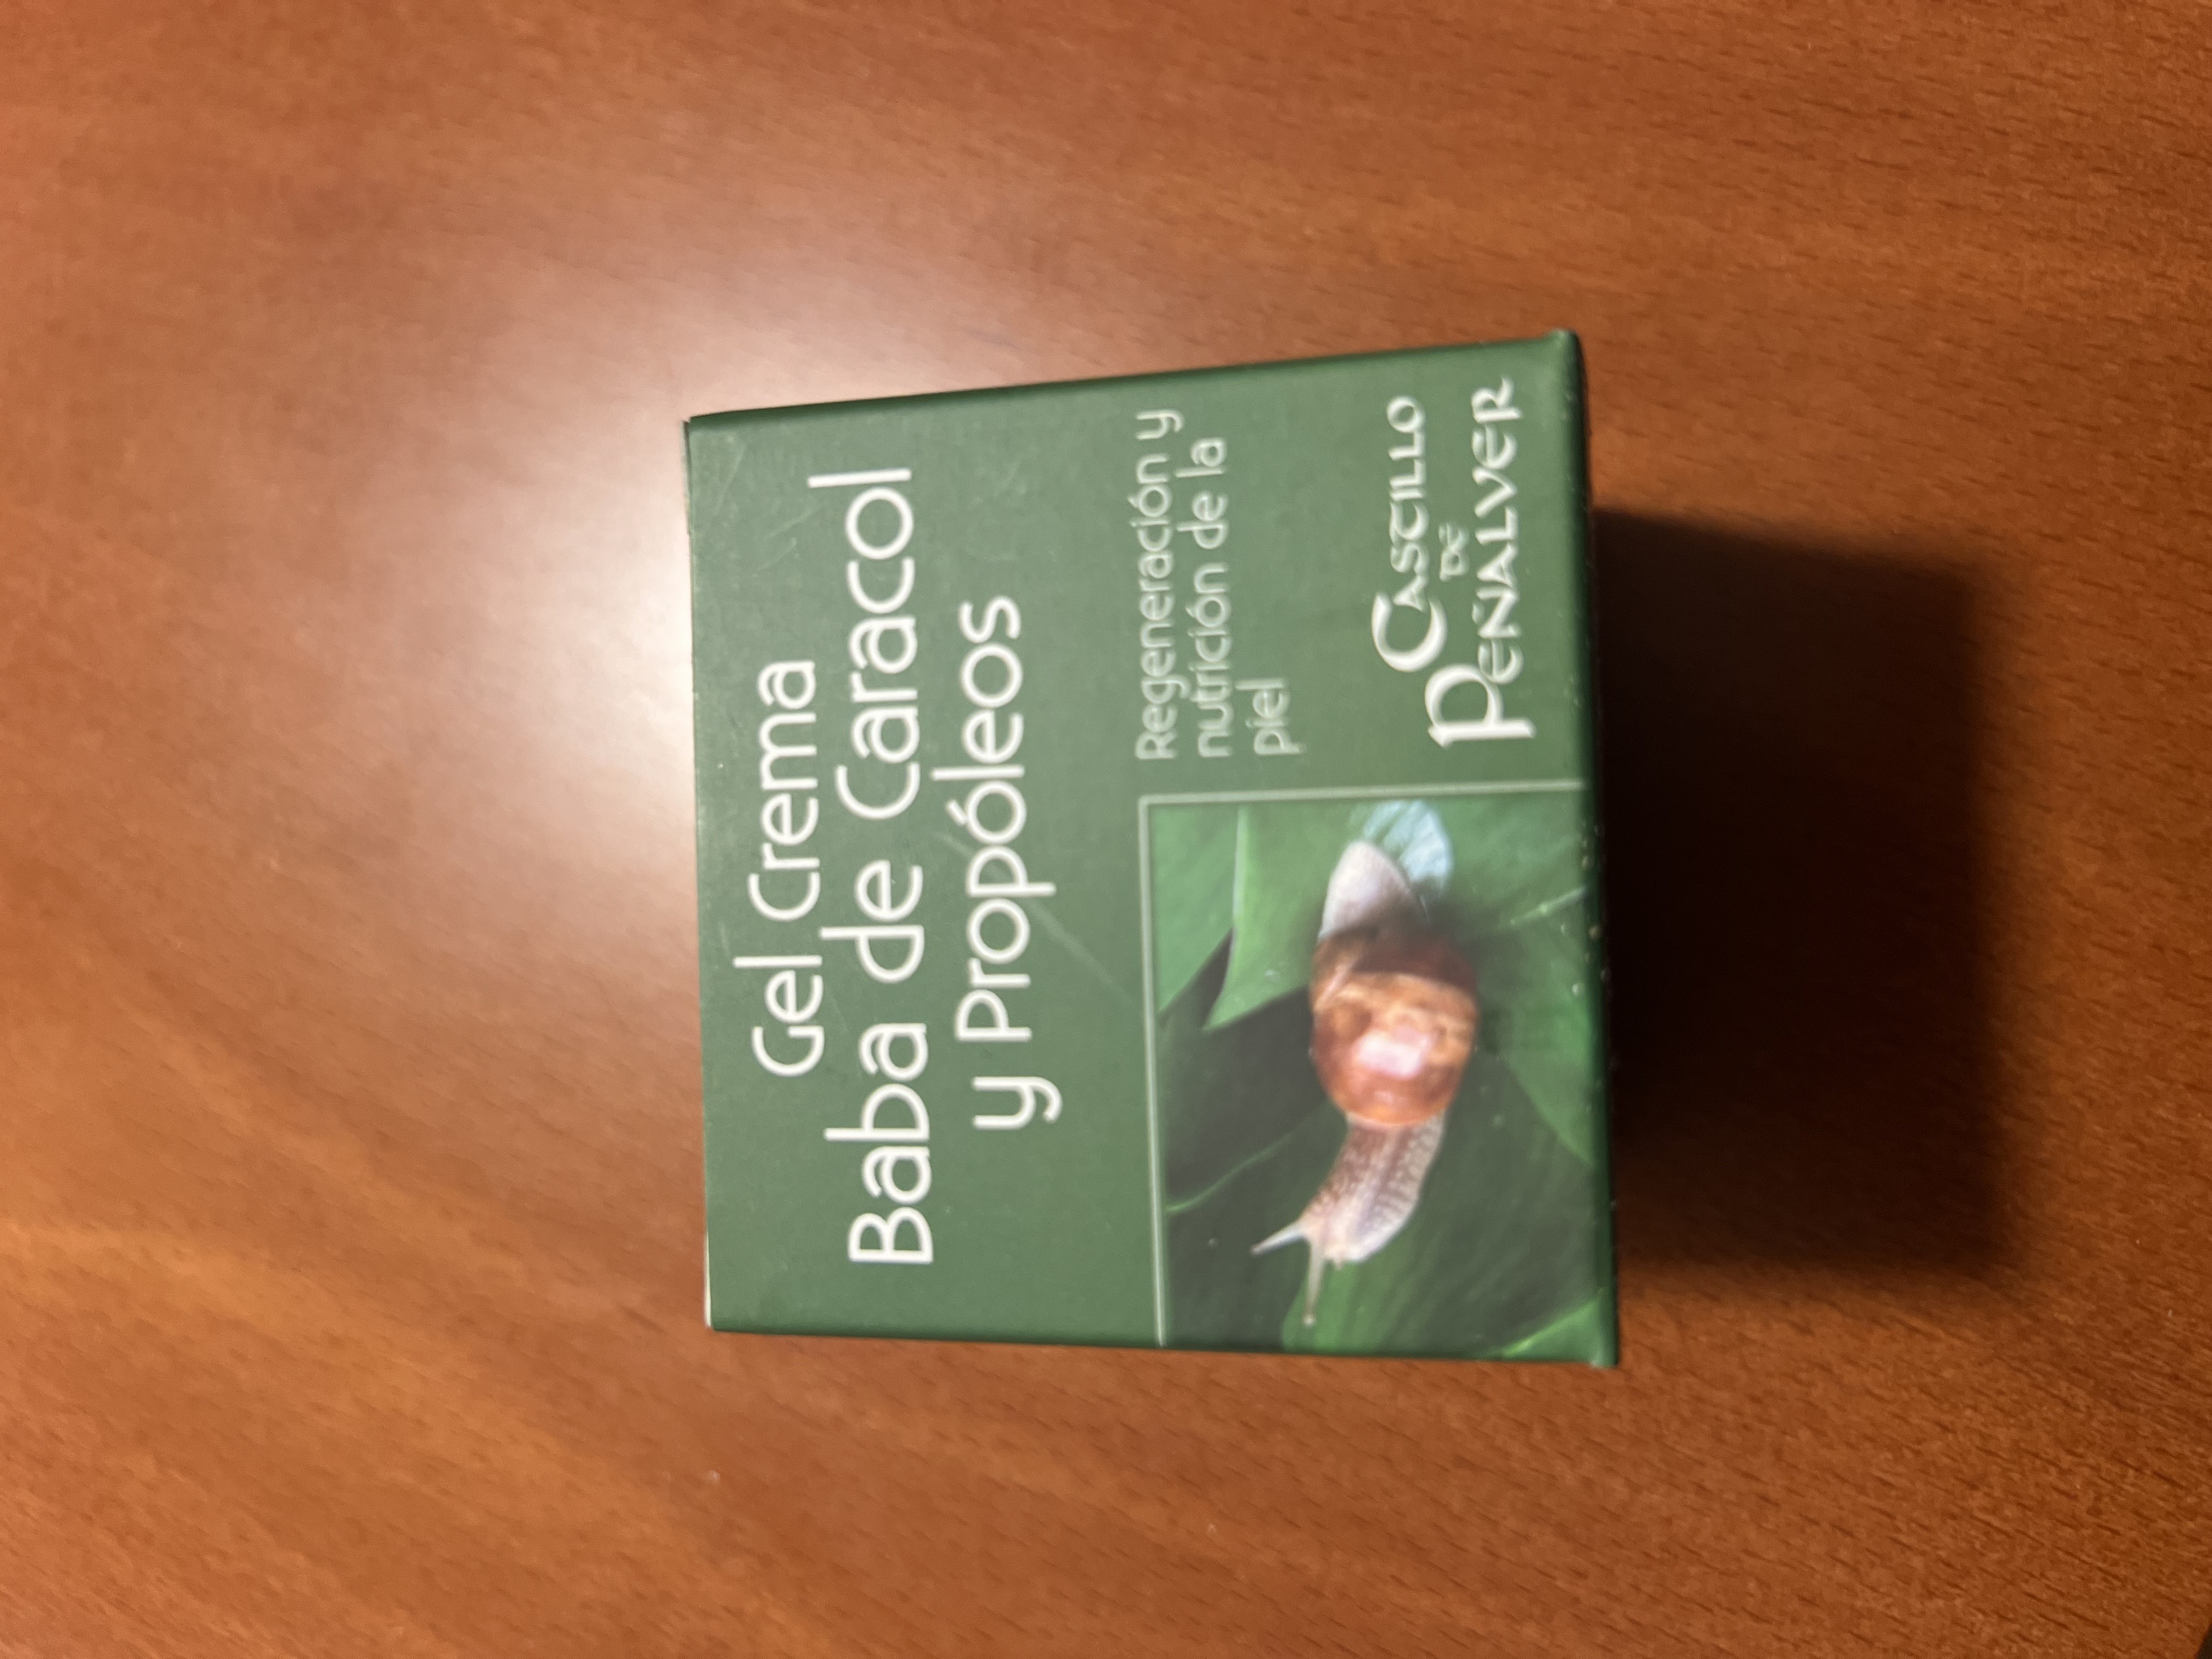 Gel Crema
Baba de Caracol
y Propóleos
Regeneración y
nutrición de la
piel
CASTILLO
DE
PEÑALVER